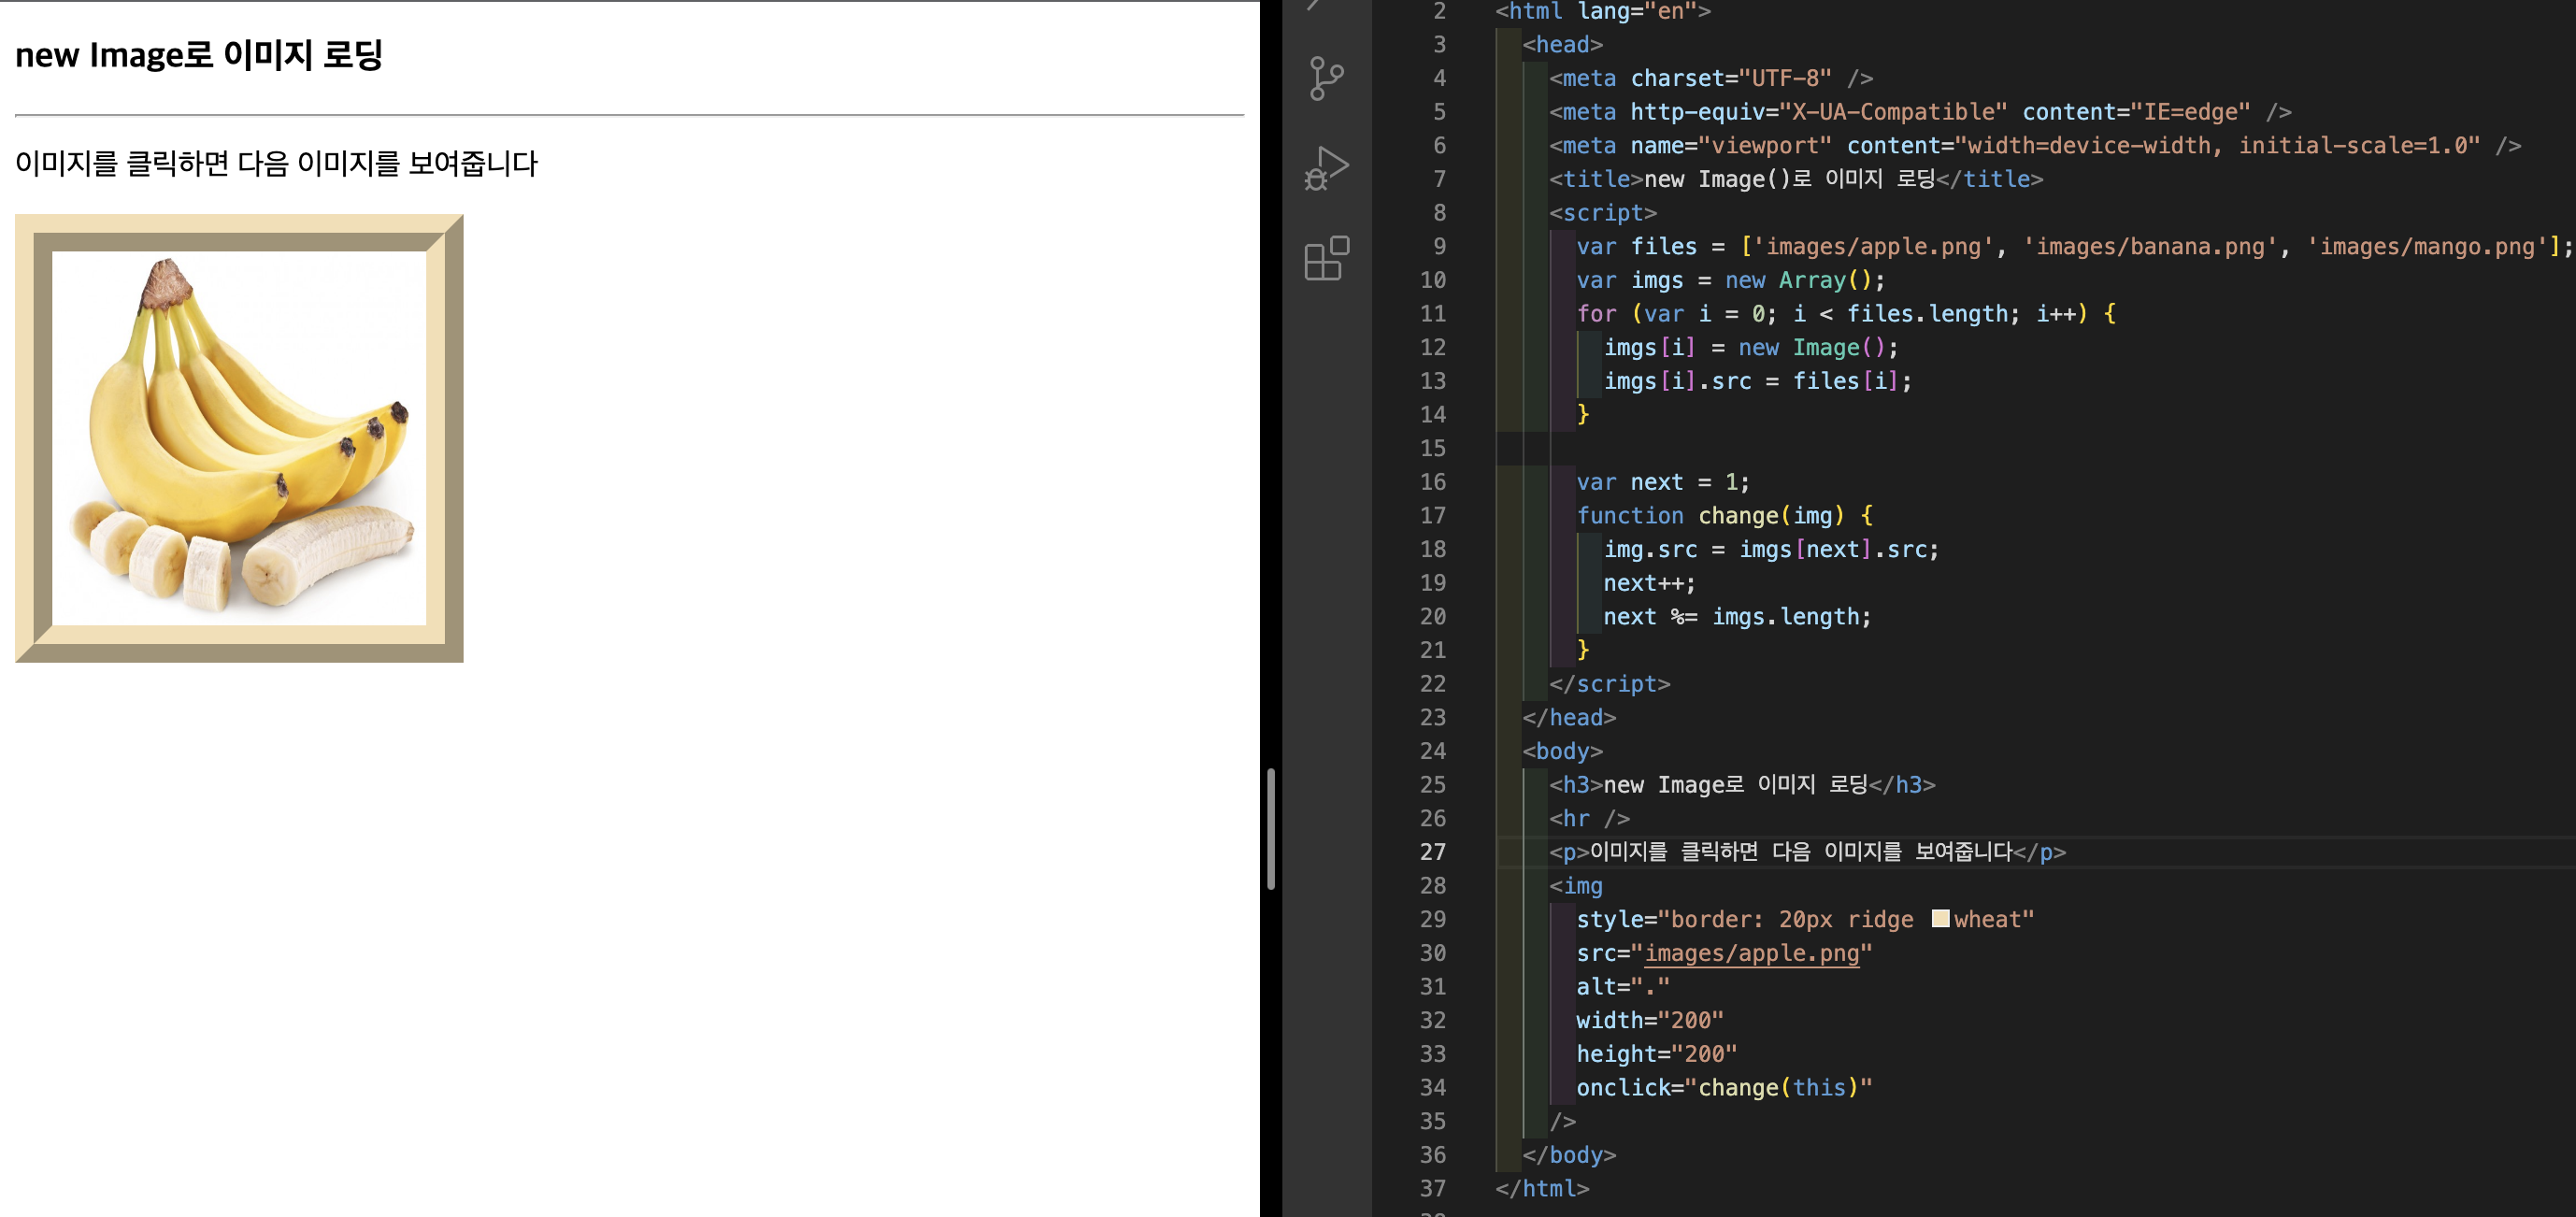 new Image로 이미지 로딩
이미지를 클릭하면 다음 이미지를 보여줍니다
2 <html lang="en">
3 <head>
4 <meta charset="UTF-8" />
5 <meta http-equiv="X-UA-Compatible" content="IE=edge" />
6 <meta name="viewport" content="width=device-width, initial-scale=1.0" />
7 <title>new Image()로 이미지 로딩</title>
8 <script>
9 var files = ['images/apple.png', 'images/banana.png', 'images/mango.png'];
10 var imgs = new Array();
11 for (var i = 0; i < files.length; i++) {
12 imgs[i] = new Image();
13 imgs[i].src = files[i];
14 }
15
16 var next = 1;
17 function change(img) {
18 img.src = imgs[next].src;
19 next++;
20 next %= imgs.length;
21 }
22 </script>
23 </head>
24 <body>
25 <h3>new Image로 이미지 로딩</h3>
26 <hr />
27 <p>이미지를 클릭하면 다음 이미지를 보여줍니다</p>
28 <img
29 style="border: 20px ridge wheat"
30 src="images/apple.png"
31 alt="."
32 width="200"
33 height="200"
34 onclick="change(this)"
35 />
36 </body>
37 </html>